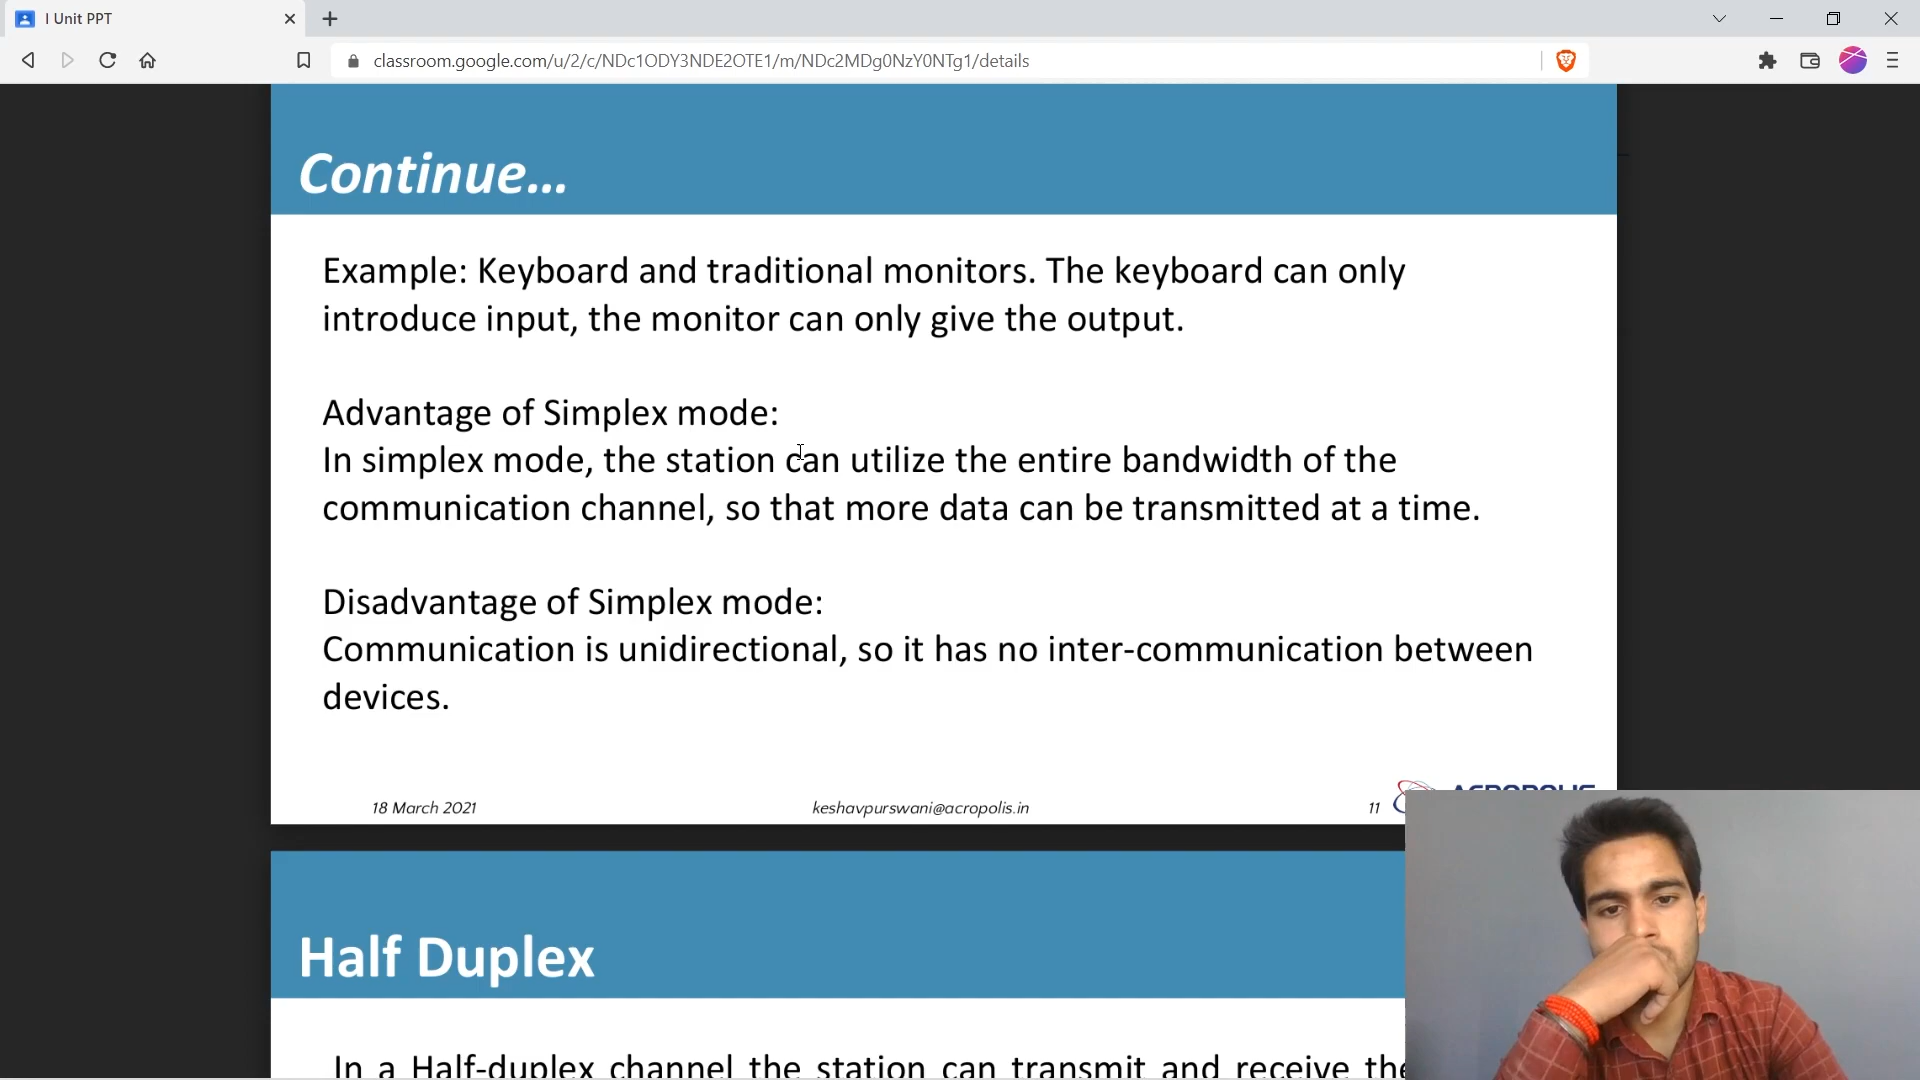 I Unit PPT
classroom.google.com/u/2/c/NDc1ODY3NDE2OTE1/m/NDc2MDg0NzY0NTg1/details
Continue...
Example: Keyboard and traditional monitors. The keyboard can only
introduce input, the monitor can only give the output.
Advantage of Simplex mode:
In simplex mode, the station can utilize the entire bandwidth of the
communication channel, so that more data can be transmitted at a time.
Disadvantage of Simplex mode:
Communication is unidirectional, so it has no inter-communication between
devices.
18 March 2021 keshavpurswani@acropolis.in 11
ACROPOLIS
Half Duplex
In a Half-duplex channel the station can transmit and receive the